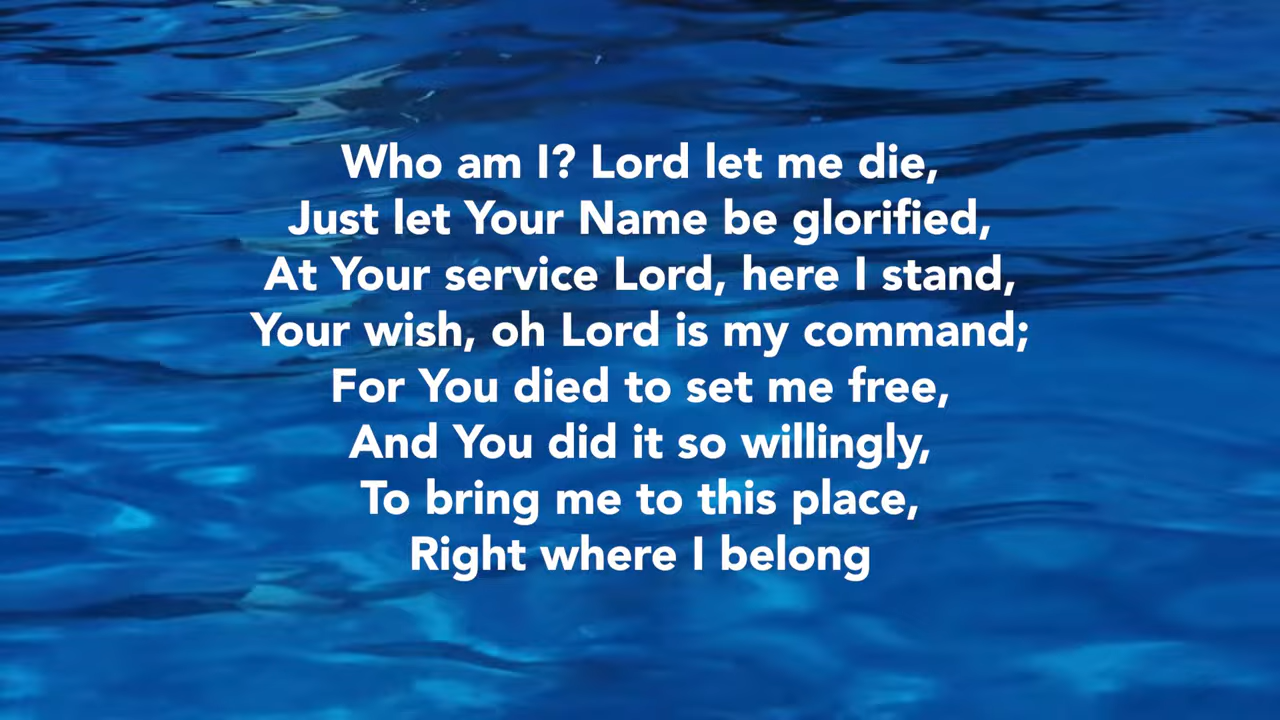 Who am I? Lord let me die,
Just let Your Name be glorified,
At Your service Lord, here I stand,
Your wish, oh Lord is my command;
For You died to set me free,
And You did it so willingly,
To bring me to this place,
Right where I belong